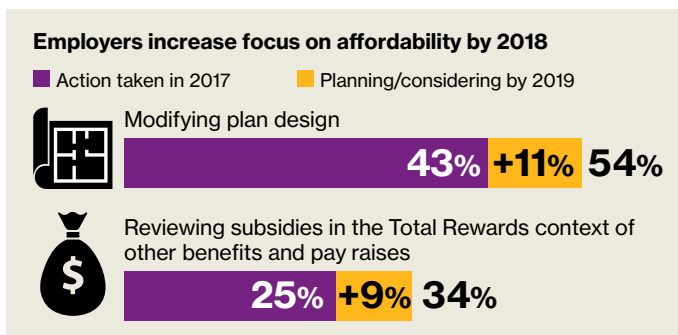 Employers increase focus on affordability by 2018
Action taken in 2017 Planning/considering by 2019
Modifying plan design
43% +11% 54%
Reviewing subsidies in the Total Rewards context of
other benefits and pay raises
$
25% +9% 34%